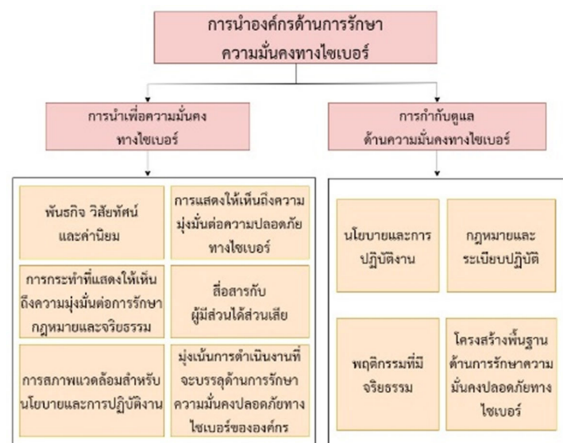 การนำองค์กรด้านการรักษา
ความมั่นคงทางไซเบอร์
การนำเพื่อความมั่นคง
ทางไซเบอร์
การกำกับดูแล
ด้านความมั่นคงทางไซเบอร์
พันธกิจ วิสัยทัศน์
และค่านิยม
การแสดงให้เห็นถึงความ
มุ่งมั่นต่อความปลอดภัย
ทางไซเบอร์
การกระทำที่แสดงให้เห็น
ถึงความมุ่งมั่นต่อการรักษา
กฎหมายและจริยธรรม
สื่อสารกับ
ผู้มีส่วนได้ส่วนเสีย
การสภาพแวดล้อมสำหรับ
นโยบายและการปฏิบัติงาน
มุ่งเน้นการดำเนินงานที่
จะบรรลุด้านการรักษา
ความมั่นคงปลอดภัยทาง
ไซเบอร์ขององค์กร
นโยบายและการ
ปฏิบัติงาน
กฎหมายและ
ระเบียบปฏิบัติ
พฤติกรรมที่มี
จริยธรรม
โครงสร้างพื้นฐาน
ด้านการรักษาความ
มั่นคงปลอดภัยทาง
ไซเบอร์